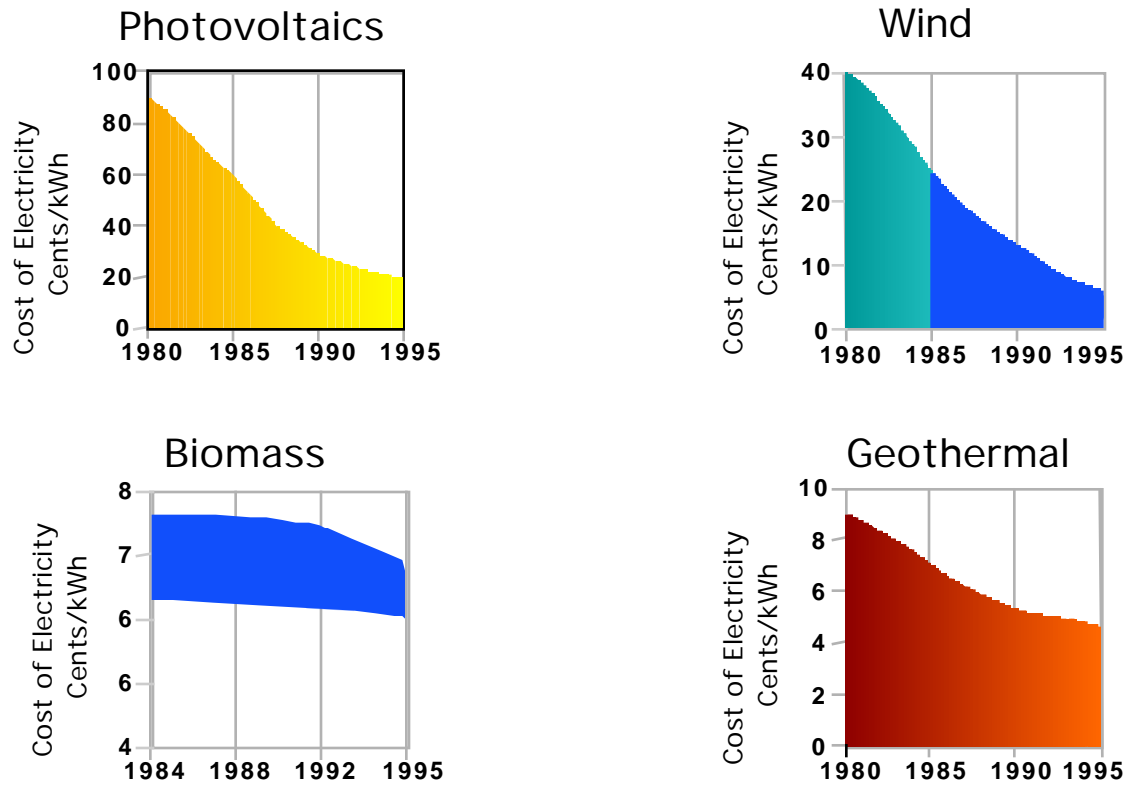 Photovoltaics
100
80
60
40
20
0
Cost of Electricity
Cents/kWh
1980 1985 1990 1995
Wind
40
30
20
10
0
Cost of Electricity
Cents/kWh
1980 1985 1990 1995
Biomass
8
7
6
6
4
Cost of Electricity
Cents/kWh
1984 1988 1992 1995
Geothermal
10
8
6
4
2
0
Cost of Electricity
Cents/kWh
1980 1985 1990 1995